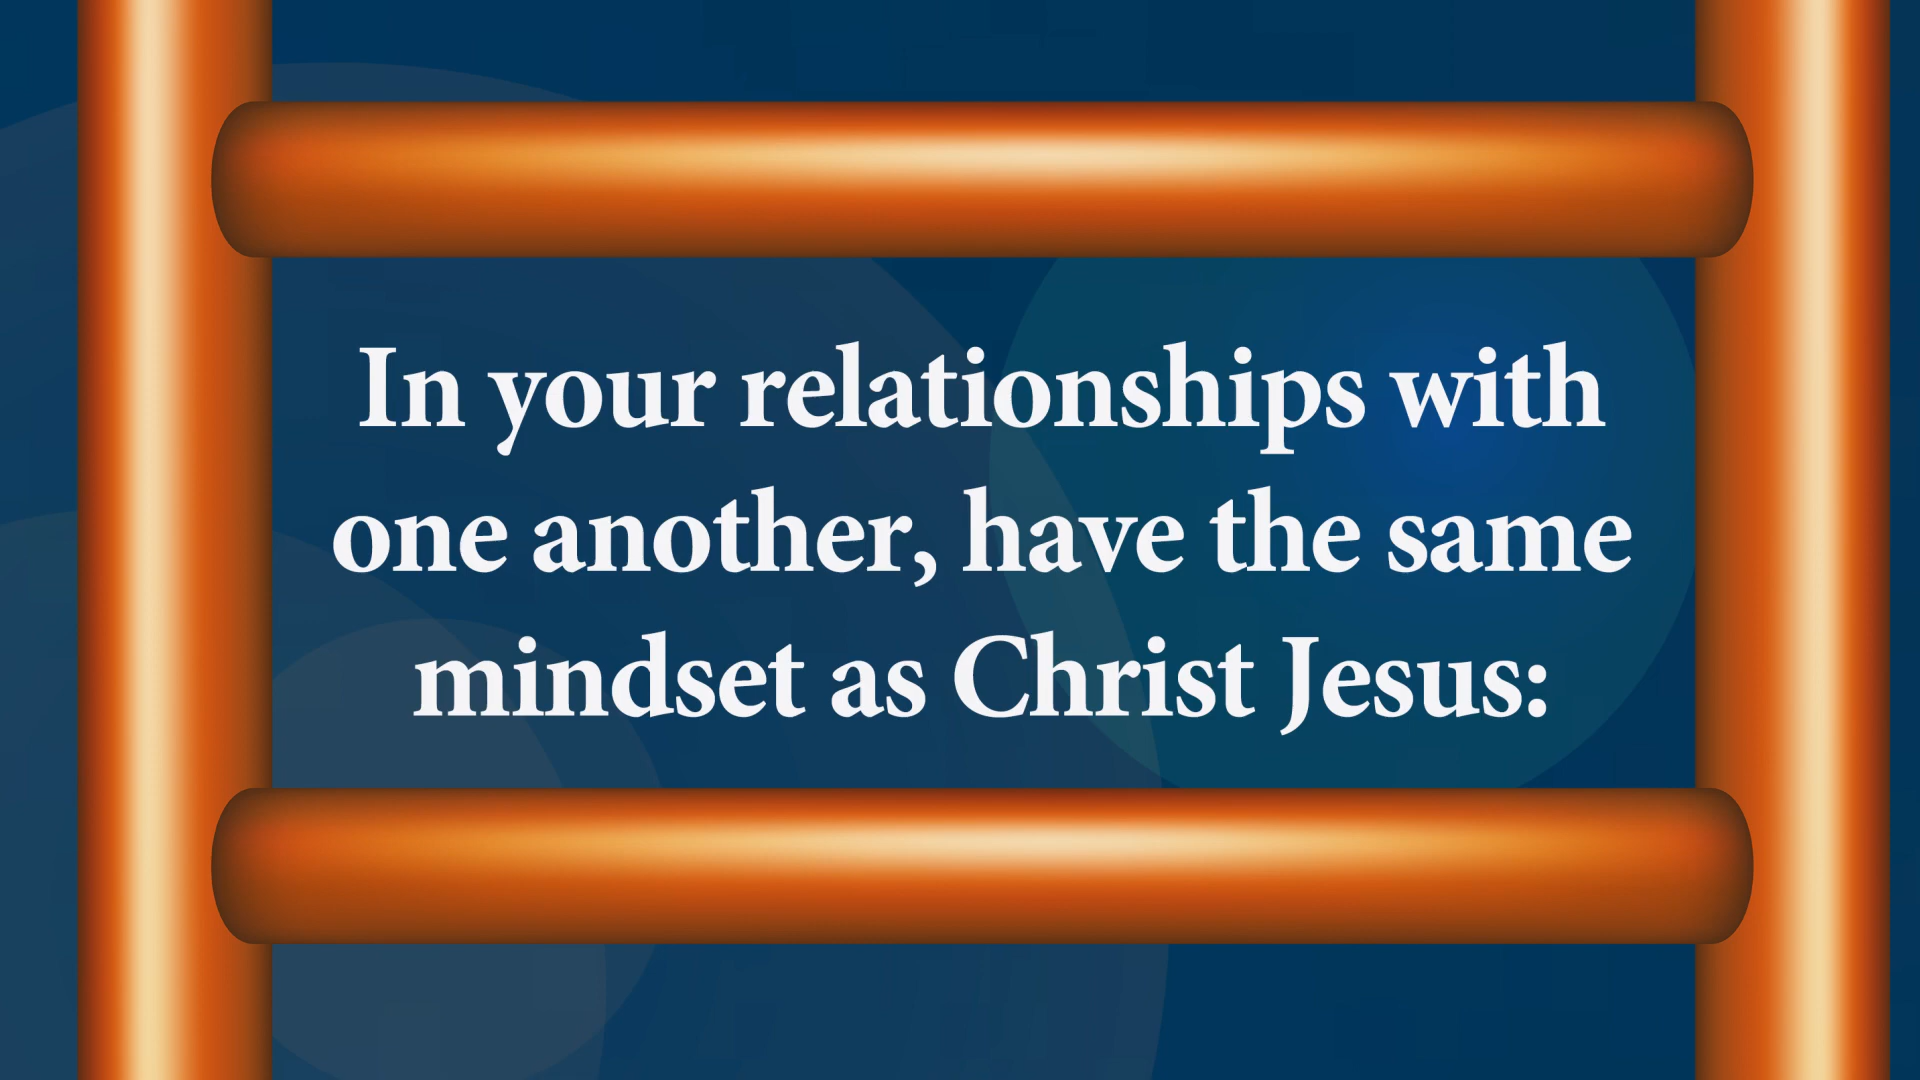 In your relationships with
one another, have the same
mindset as Christ Jesus: